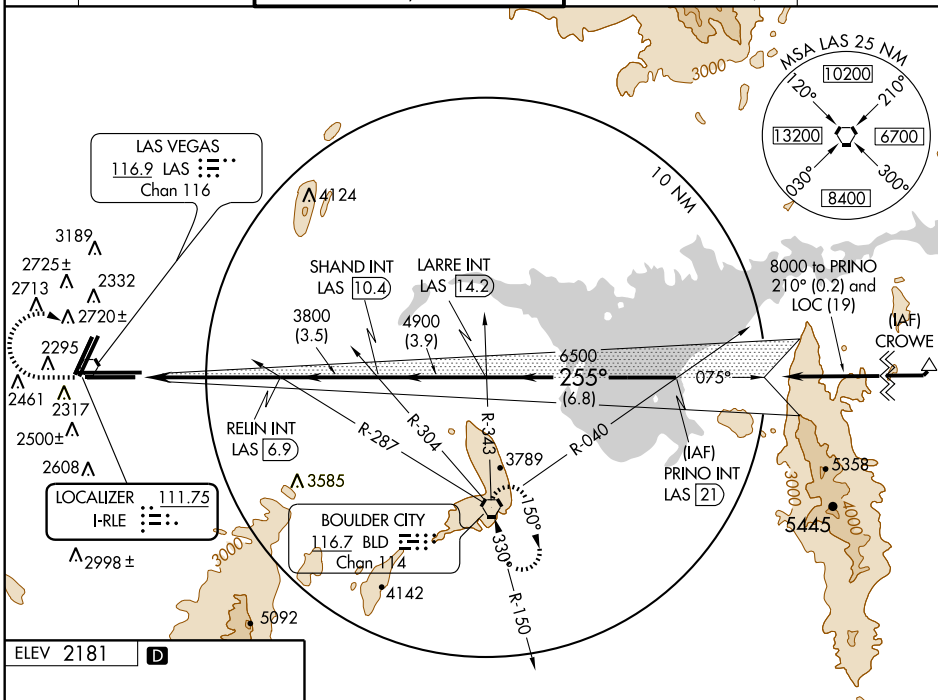 MSA LAS 25 NM
120°
10200
210°
13200
6700
030°
8400
300°
3000
LAS VEGAS
116.9 LAS
Chan 116
4124
10 NM
3189
2725±
2713
2332
2720±
2295
2461
2317
2500±
2608
2998±
SHAND INT
LAS 10.4
LARRE INT
LAS 14.2
8000 to PRINO
210° (0.2) and
LOC (19)
(IAF)
CROWE
3800
(3.5)
4900
(3.9)
6500
255°
(6.8)
075°
RELIN INT
LAS 6.9
R-287
R-304
R-343
R-040
(IAF)
PRINO INT
LAS 21
3585
3789
LOCALIZER 111.75
I-RLE
BOULDER CITY
116.7 BLD
Chan 114
150°
330°
R-150
5358
3000
4000
5445
3000
4142
5092
ELEV 2181 D